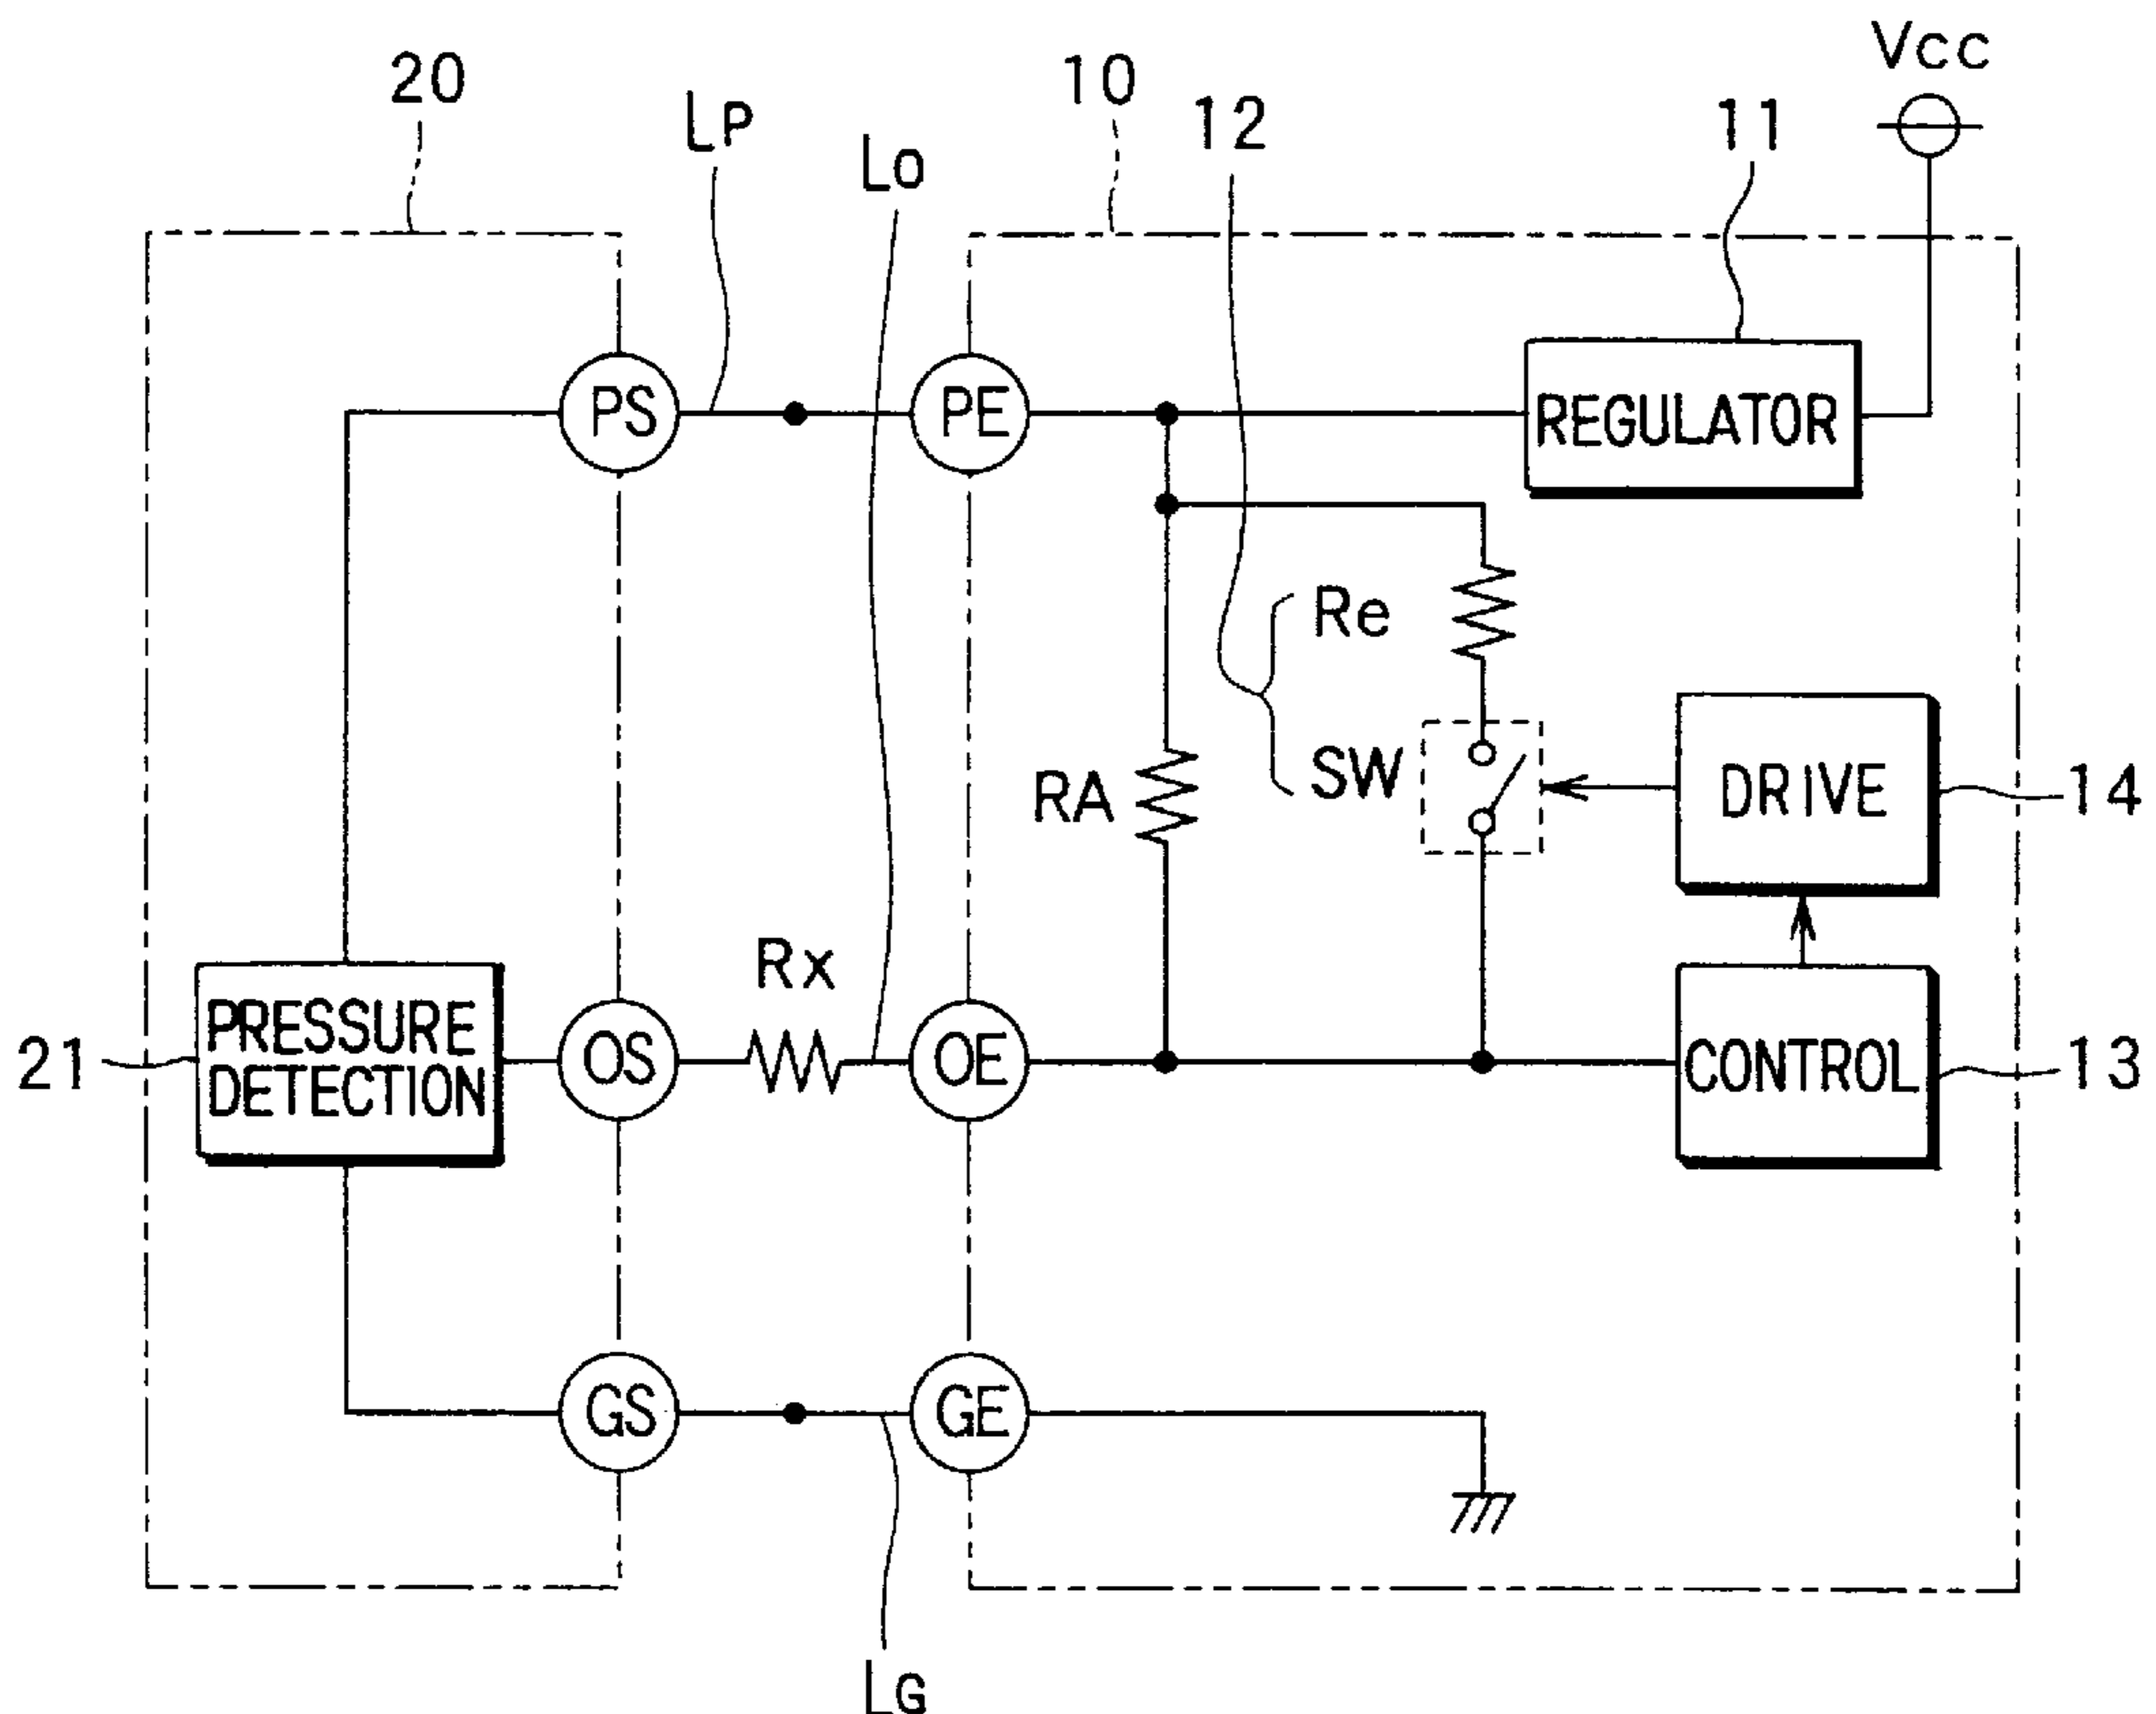 Vcc
20
10
LP
12
11
Lo
PS
PE
REGULATOR
Re
SW
RA
DRIVE
14
Rx
PRESSURE
DETECTION
21
OS
OE
CONTROL
13
GS
GE
LG